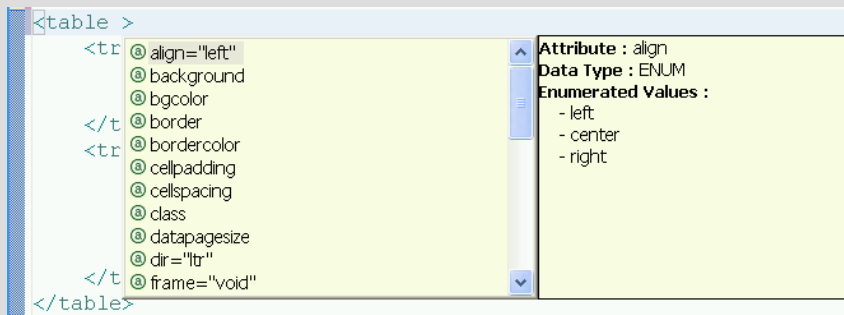 <table >
<tr
</t
<tr
</t
</table>
@ align="left"
@ background
@ bgcolor
@ border
@ bordercolor
@ cellpadding
@ cellspacing
@ class
@ datapagesize
@ dir="ltr"
@ frame="void"
Attribute : align
Data Type : ENUM
Enumerated Values :
- left
- center
- right